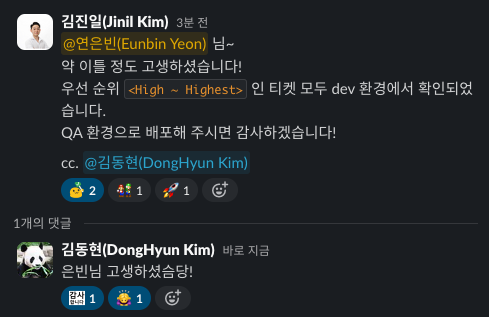 김진일(Jinil Kim) 3분 전
@연은빈(Eunbin Yeon) 님~
약 이틀 정도 고생하셨습니다!
우선 순위 <High ~ Highest> 인 티켓 모두 dev 환경에서 확인되었
습니다.
QA 환경으로 배포해 주시면 감사하겠습니다!
cc. @김동현(DongHyun Kim)
2 1 1
1개의 댓글
김동현(DongHyun Kim) 바로 지금
은빈님 고생하셨슴당!
감사합니다 1 1